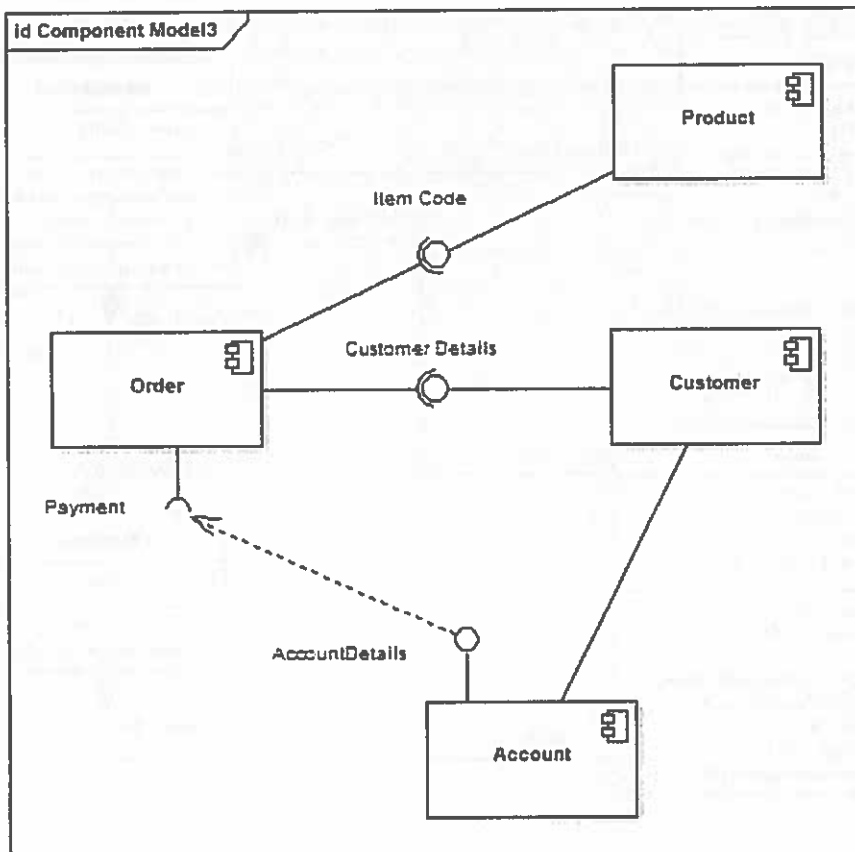 id Component Model3
Product
Item Code
Customer Details
Order
Customer
Payment
AccountDetails
Account